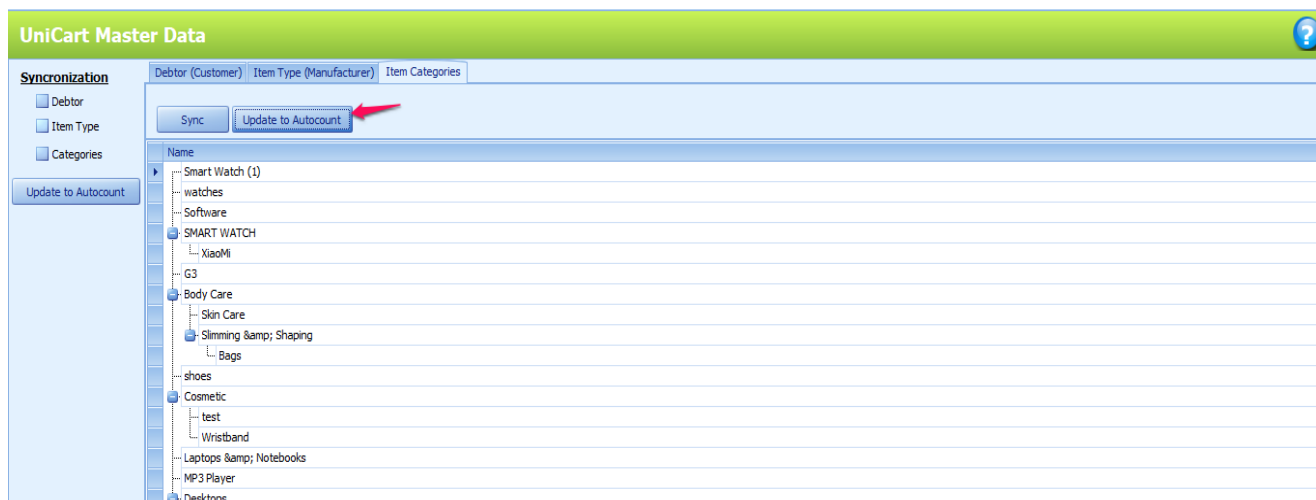 UniCart Master Data
?
Syncronization
Debtor
Item Type
Categories
Update to Autocount
Debtor (Customer) Item Type (Manufacturer) Item Categories
Sync Update to Autocount
Name
Smart Watch (1)
watches
Software
SMART WATCH
XiaoMi
G3
Body Care
Skin Care
Slimming &amp; Shaping
Bags
shoes
Cosmetic
test
Wristband
Laptops &amp; Notebooks
MP3 Player
Desktops